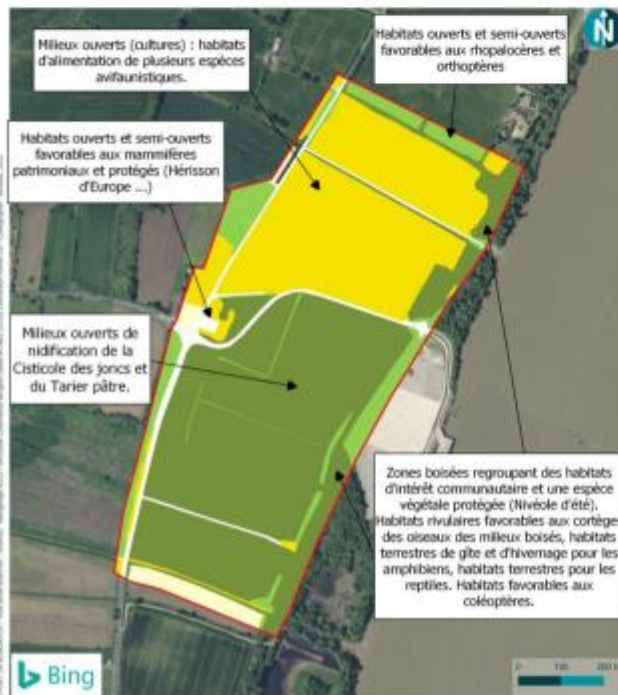 Milieux ouverts (cultures) : habitats
d'alimentation de plusieurs espèces
avifaunistiques.
Habitats ouverts et semi-ouverts
favorables aux rhopalocères et
orthoptères
N
Habitats ouverts et semi-ouverts
favorables aux mammifères
patrimoniaux et protégés (Hérisson
d'Europe ...)
Milieux ouverts de
nidification de la
Cisticole des joncs et
du Tarier pâtre.
Zones boisées regroupant des habitats
d'intérêt communautaire et une espèce
végétale protégée (Nivéole d'été).
Habitats rivulaires favorables aux cortèges
des oiseaux des milieux boisés, habitats
terrestres de gîte et d'hivernage pour les
amphibiens, habitats terrestres pour les
reptiles. Habitats favorables aux
coléoptères.
Bing
0 100 200 m